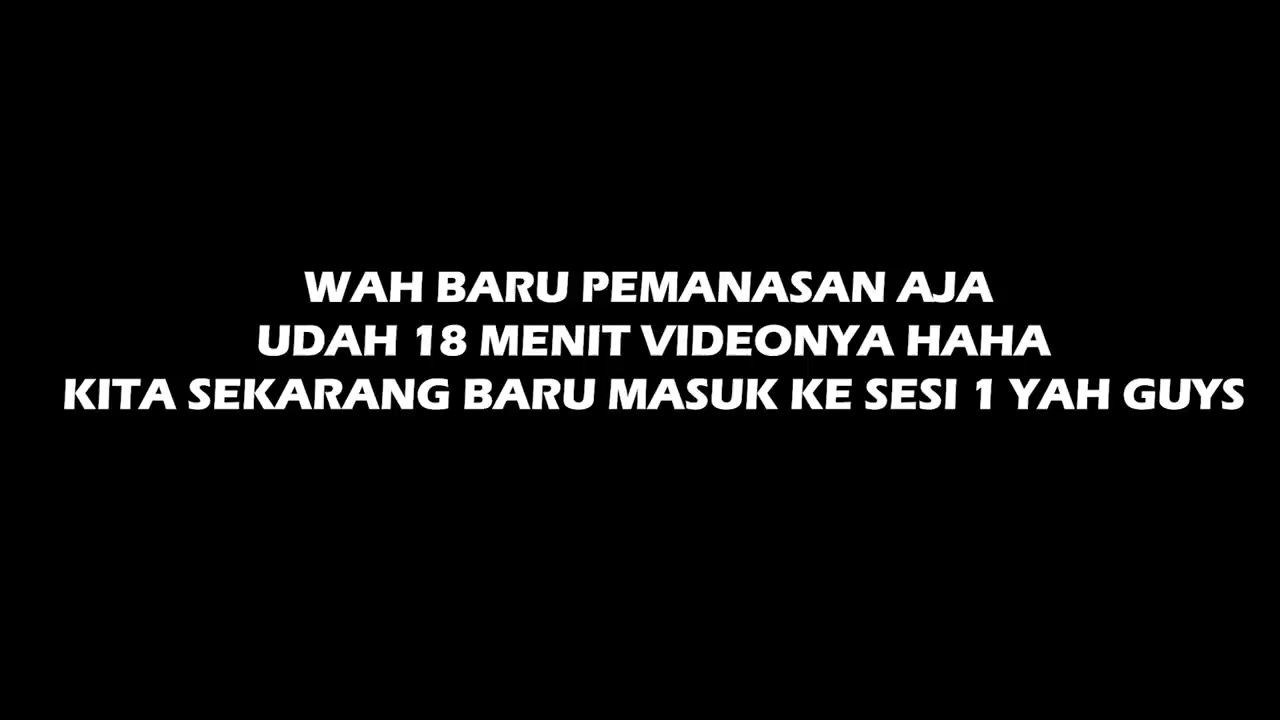 WAH BARU PEMANASAN AJA
UDAH 18 MENIT VIDEONYA HAHA
KITA SEKARANG BARU MASUK KE SESI 1 YAH GUYS